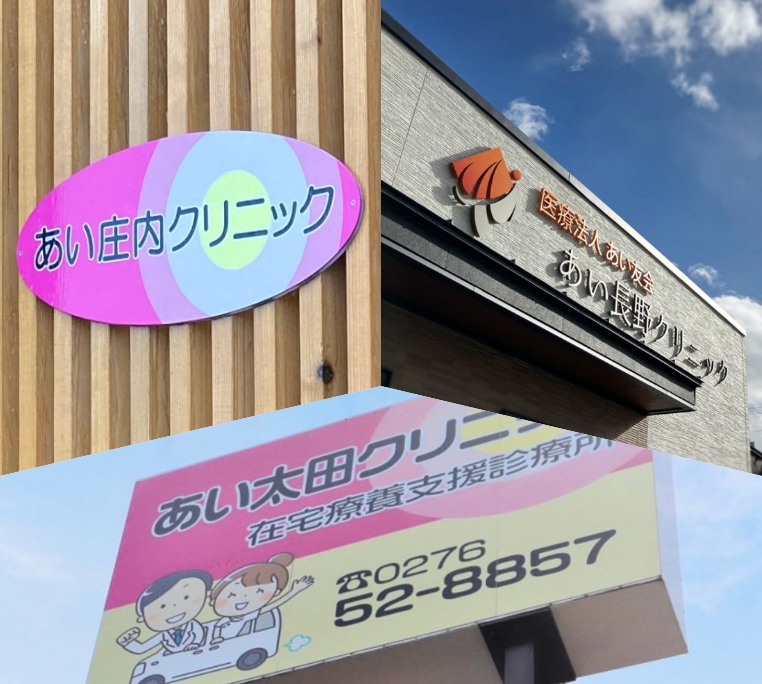 あい庄内クリニック
医療法人 あい友会
あい長野クリニック
あい太田クリニック
在宅療養支援診療所
☎0276
52-8857